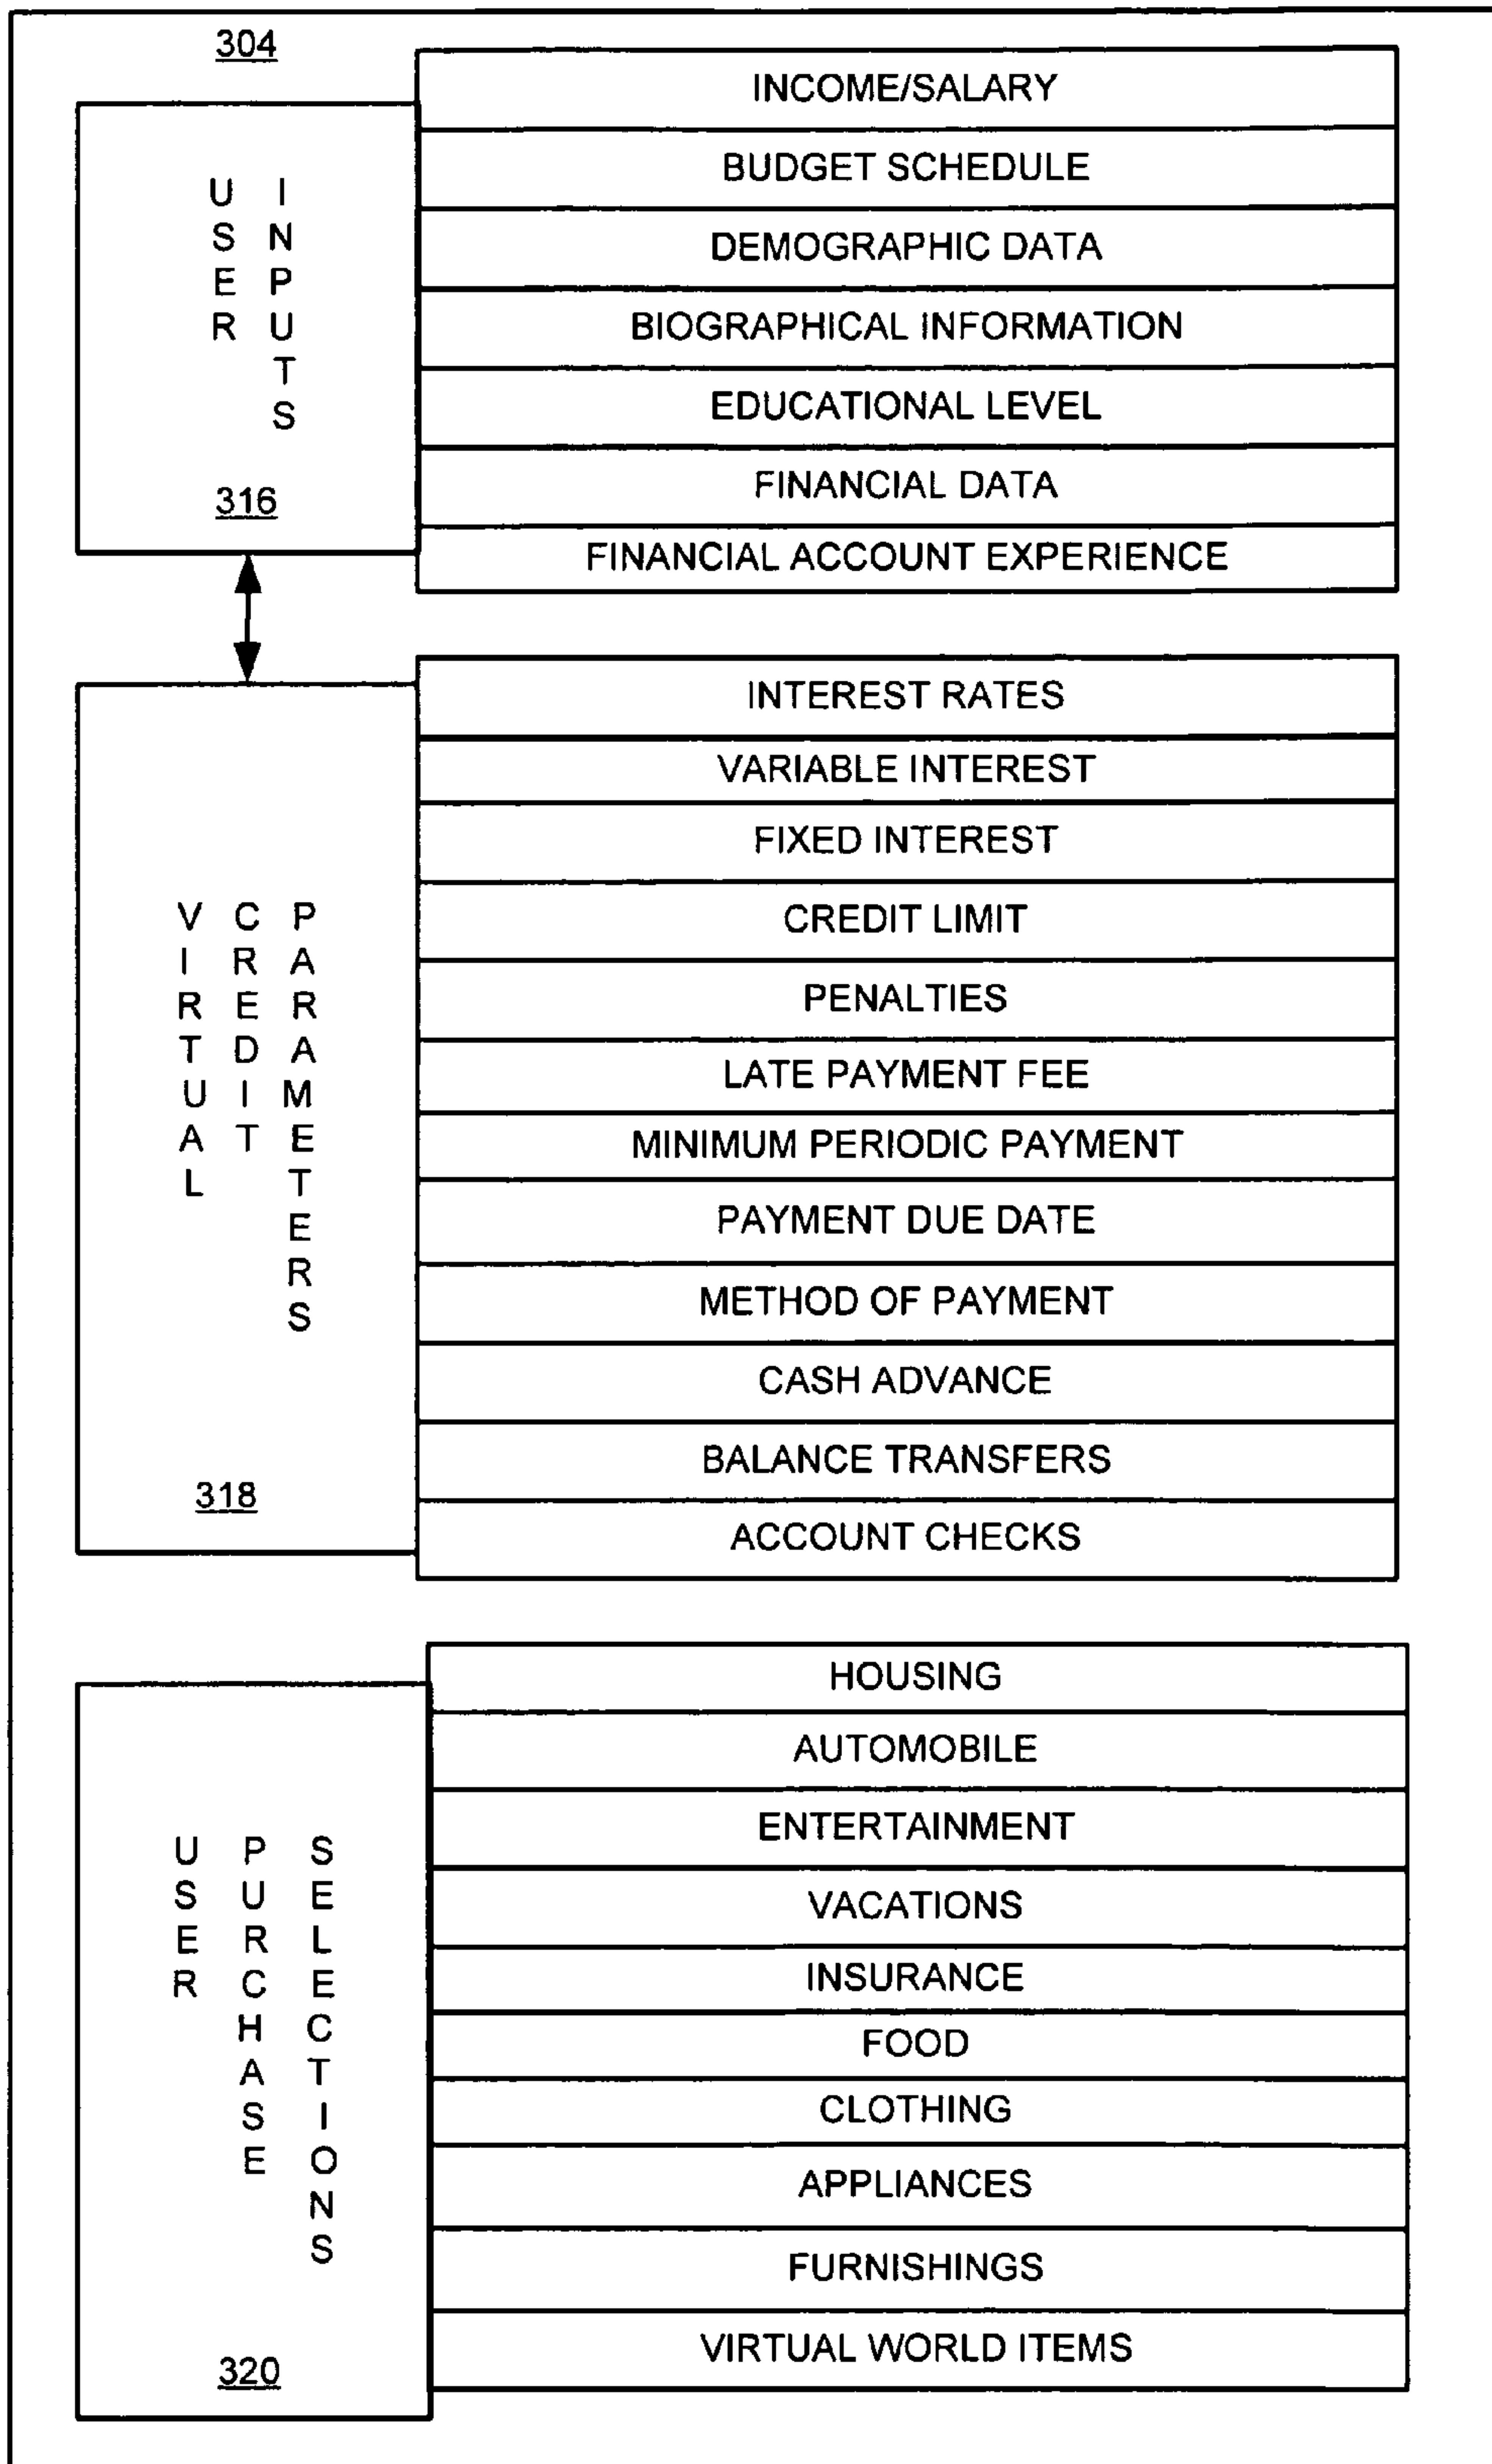 304
USER INPUTS
316
INCOME/SALARY
BUDGET SCHEDULE
DEMOGRAPHIC DATA
BIOGRAPHICAL INFORMATION
EDUCATIONAL LEVEL
FINANCIAL DATA
FINANCIAL ACCOUNT EXPERIENCE
VIRTUAL CREDIT PARAMETERS
318
INTEREST RATES
VARIABLE INTEREST
FIXED INTEREST
CREDIT LIMIT
PENALTIES
LATE PAYMENT FEE
MINIMUM PERIODIC PAYMENT
PAYMENT DUE DATE
METHOD OF PAYMENT
CASH ADVANCE
BALANCE TRANSFERS
ACCOUNT CHECKS
USER PURCHASE SELECTIONS
320
HOUSING
AUTOMOBILE
ENTERTAINMENT
VACATIONS
INSURANCE
FOOD
CLOTHING
APPLIANCES
FURNISHINGS
VIRTUAL WORLD ITEMS